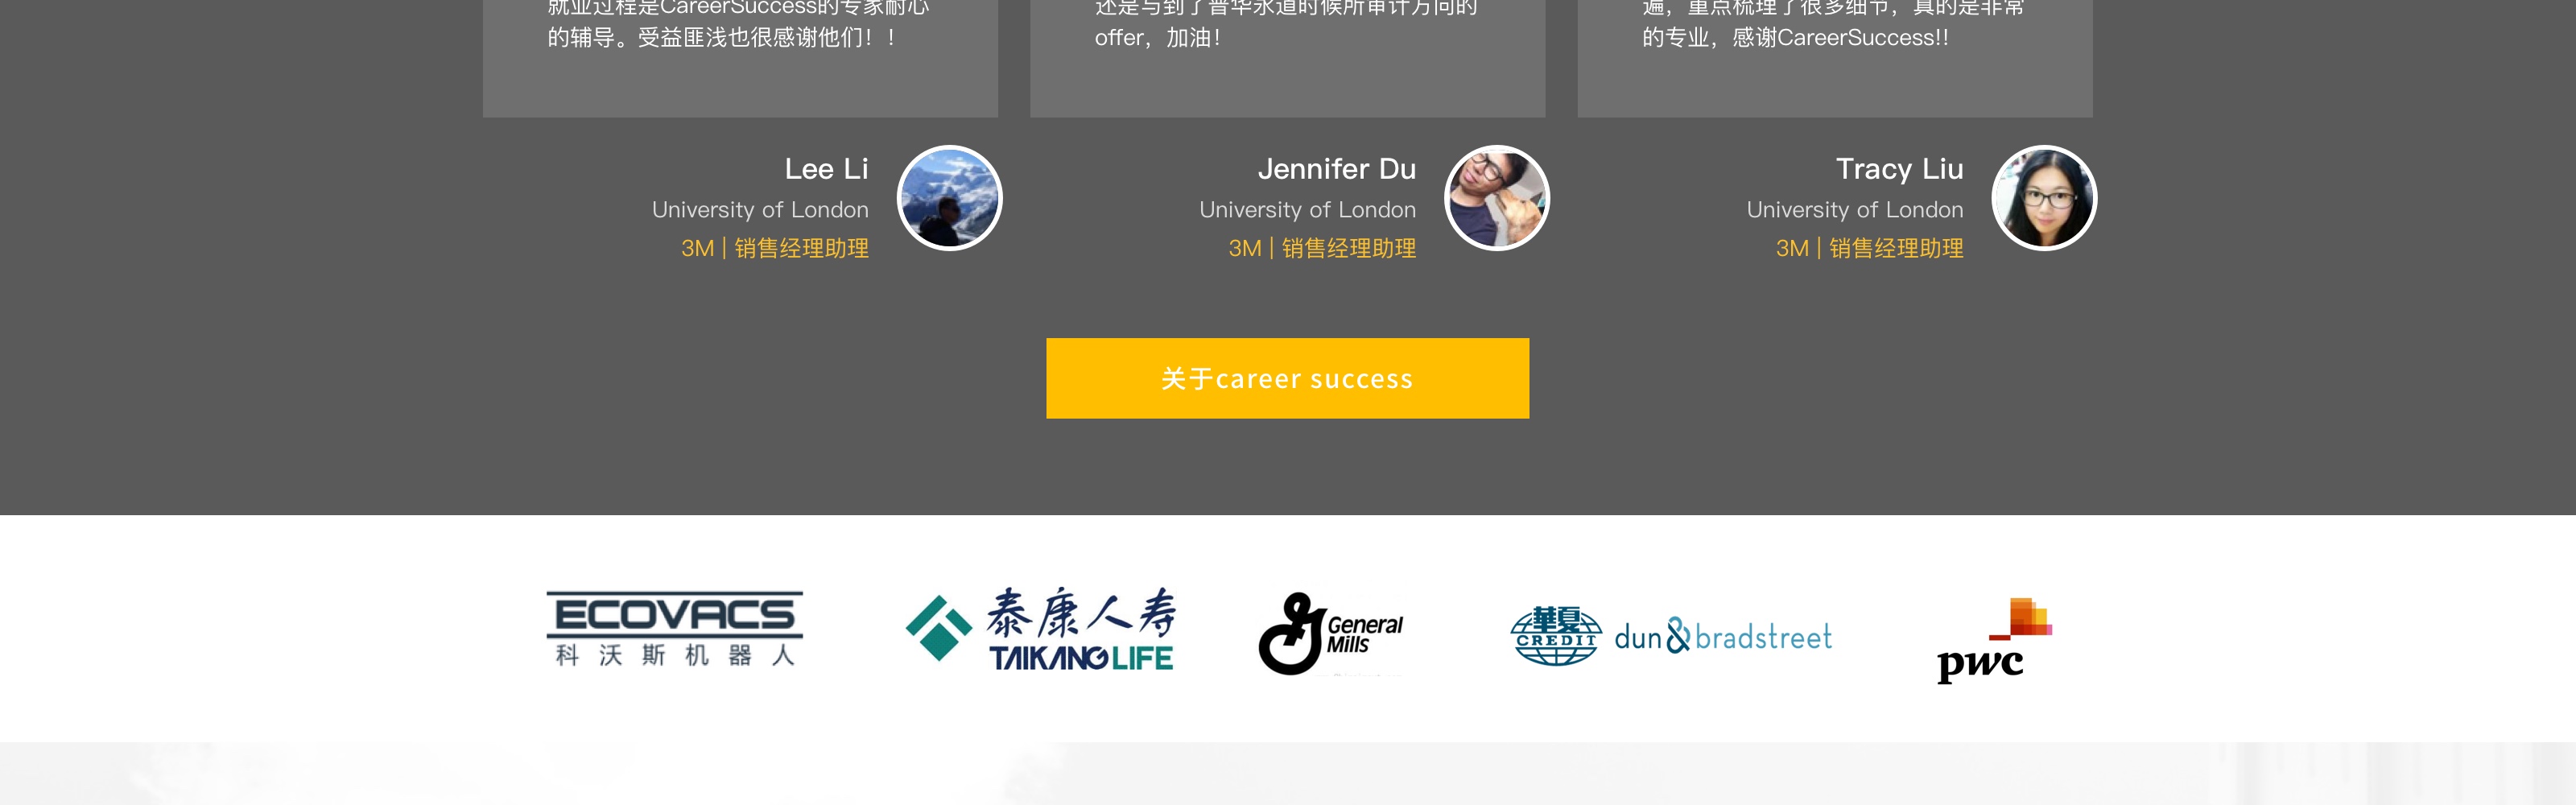 就业过程是CareerSuccess的专家耐心
的辅导。受益匪浅也很感谢他们！！
还是与到了普华永道时候所审计方向的
offer，加油！
遍，重点梳理了很多细节，真的是非常
的专业，感谢CareerSuccess!!
Lee Li
University of London
3M | 销售经理助理
Jennifer Du
University of London
3M | 销售经理助理
Tracy Liu
University of London
3M | 销售经理助理
关于career success
ECOVACS
科沃斯机器人
泰康人寿
TAIKANG LIFE
General
Mills
華夏
CREDIT
dun & bradstreet
pwc